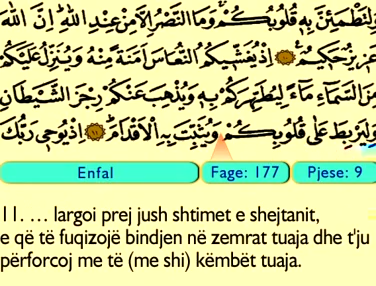 وَلِتَطْمَئِنَّ بِهِ قُلُوبُكُمْ وَمَا النَّصْرُ إِلَّا مِنْ عِندِ اللَّهِ إِنَّ اللَّهَ
عَزِيزٌ حَكِيمٌ ۝ إِذْ يُغَشِّيكُمُ النُّعَاسَ أَمَنَةً مِّنْهُ وَيُنَزِّلُ عَلَيْكُم
مِّنَ السَّمَاءِ مَاءً لِّيُطَهِّرَكُم بِهِ وَيُذْهِبَ عَنكُمْ رِجْزَ الشَّيْطَانِ
وَلِيَرْبِطَ عَلَىٰ قُلُوبِكُمْ وَيُثَبِّتَ بِهِ الْأَقْدَامَ ۝١١ إِذْ يُوحِي رَبُّكَ
Enfal Fage: 177 Pjese: 9
11. ... largoi prej jush shtimet e shejtanit,
e që të fuqizojë bindjen në zemrat tuaja dhe t'ju
përforcoj me të (me shi) këmbët tuaja.